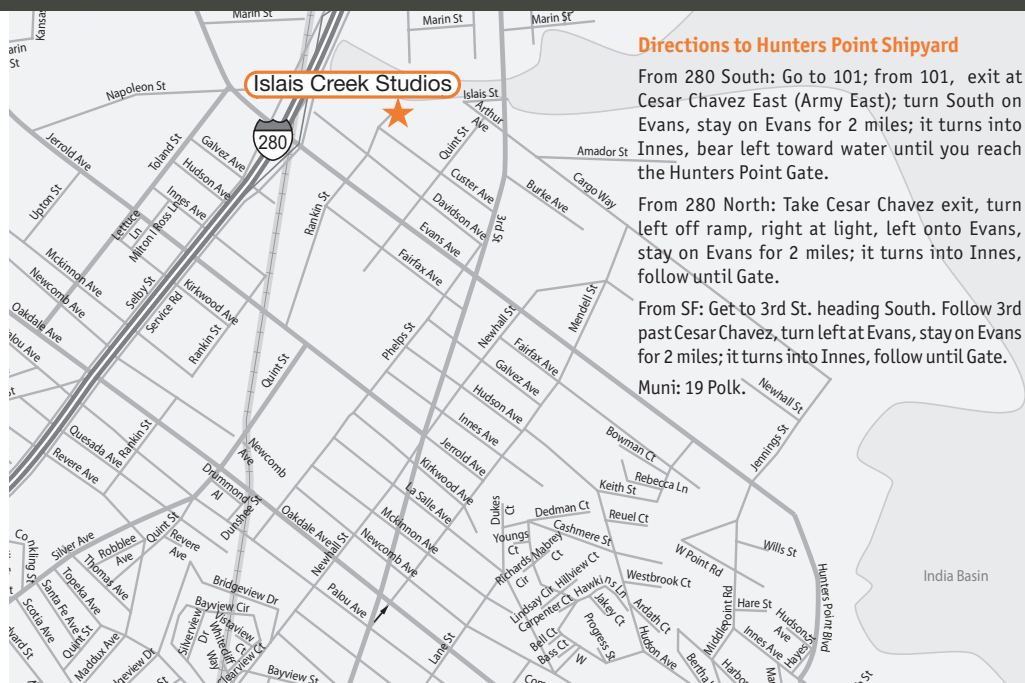 Marin St
Marin St
Marin St
Kansas
arin
St
Directions to Hunters Point Shipyard
From 280 South: Go to 101; from 101, exit at
Cesar Chavez East (Army East); turn South on
Evans, stay on Evans for 2 miles; it turns into
Innes, bear left toward water until you reach
the Hunters Point Gate.
From 280 North: Take Cesar Chavez exit, turn
left off ramp, right at light, left onto Evans,
stay on Evans for 2 miles; it turns into Innes,
follow until Gate.
From SF: Get to 3rd St. heading South. Follow 3rd
past Cesar Chavez, turn left at Evans, stay on Evans
for 2 miles; it turns into Innes, follow until Gate.
Muni: 19 Polk.
Islais Creek Studios
280
Napoleon St
Islais St
Arthur
Ave
Quint St
Amador St
Cargo Way
Burke Ave
Custer Ave
Davidson Ave
3rd St
Evans Ave
Fairfax Ave
Jerrold Ave
Toland St
Galvez Ave
Hudson Ave
Innes Ave
Upton St
Lettuce
Ln
Milton I Ross Ln
Rankin St
Mckinnon Ave
Newcomb Ave
Oakdale Ave
alou Ave
Selby St
Service Rd
Kirkwood Ave
Rankin St
Quint St
Phelps St
Newhall St
Mendell St
Fairfax Ave
Galvez Ave
Hudson Ave
Innes Ave
Jerrold Ave
Kirkwood Ave
La Salle Ave
Mckinnon Ave
Newcomb Ave
Newhall St
Jennings St
Bowman Ct
Rebecca Ln
Keith St
Reuel Ct
Quesada Ave
Revere Ave
Rankin St
Newcomb
Ave
Drummond
Al
Dunshee St
Oakdale Ave
Newhall St
Palou Ave
Dukes
Ct
Dedman Ct
Youngs
Ct
Cashmere St
Richards
Cir
Mabrey
Ct
Lindsay Cir
Hillview Ct
Carpenter Ct
Hawkins Ln
Jakey Ct
Bell Ct
Bass Ct
W
Progress St
Westbrook Ct
Ardath Ct
Hudson Ave
W Point Rd
Wills St
Middle Point Rd
Hare St
Hudson
Ave
Innes Ave
Hayes St
Hunters Point Blvd
India Basin
Conkling St
Silver Ave
Robblee
Ave
Quint St
Revere
Ave
Thomas Ave
Topeka Ave
Santa Fe Ave
Scotia Ave
Quint St
Maddux Ave
Bridgeview Dr
Bayview Cir
Silverview
Dr
Vistaview
Ct
Whitecliff
Way
Clearview Ct
geview Dr
Bayview St
Lane St
Bertha
Harbor